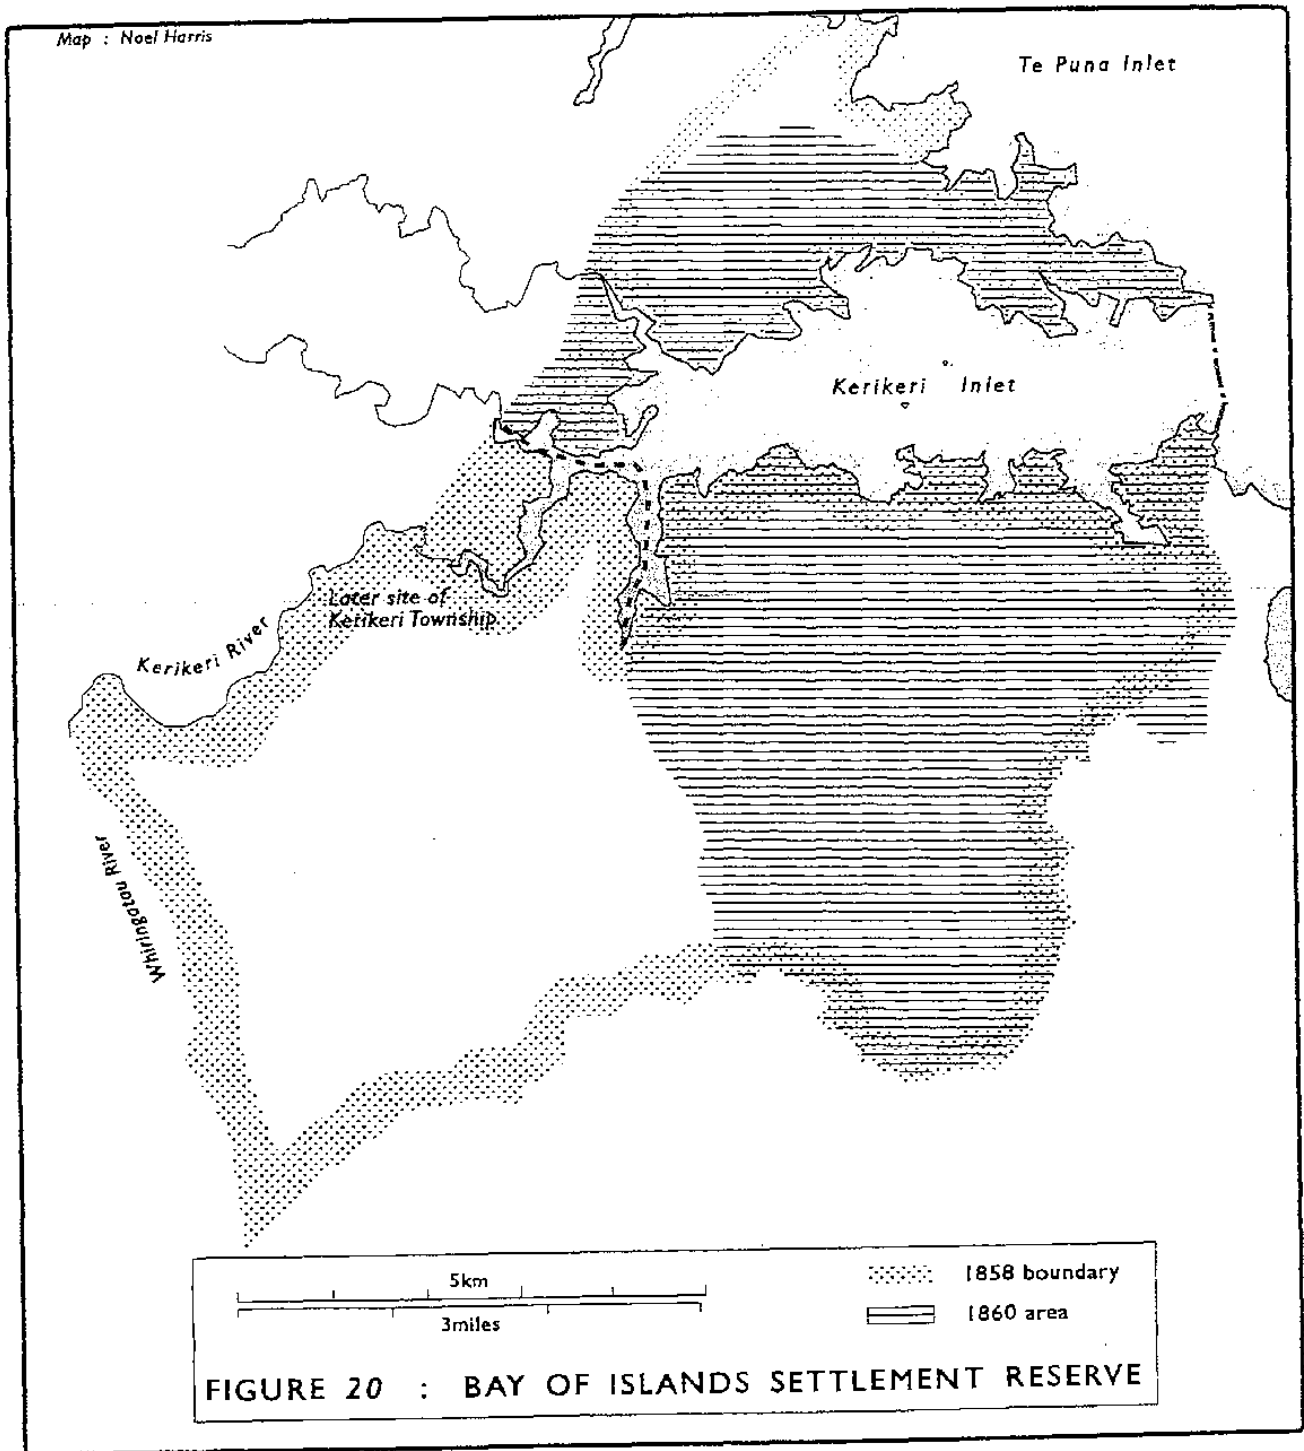 Map : Noel Harris
Te Puna Inlet
Kerikeri Inlet
Later site of
Kerikeri Township
Kerikeri River
Whiringatau River
5km
3miles
1858 boundary
1860 area
FIGURE 20 : BAY OF ISLANDS SETTLEMENT RESERVE